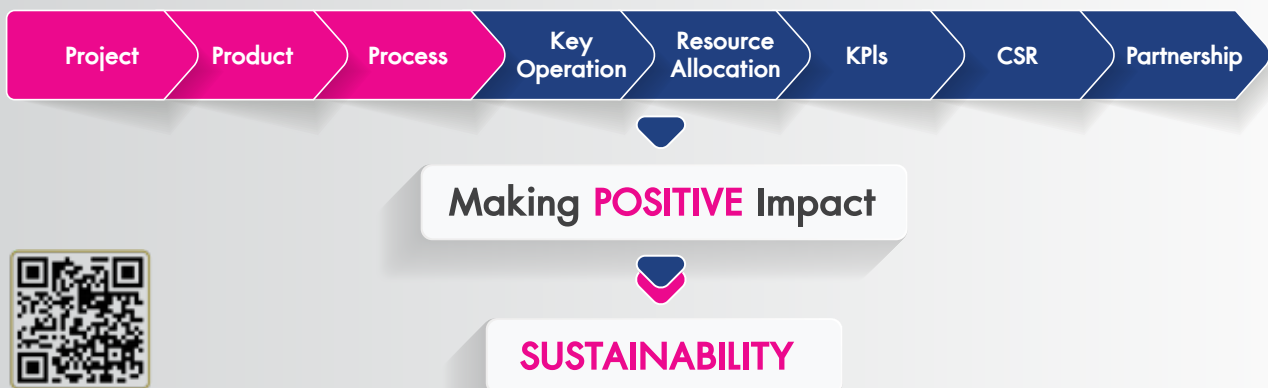 Project
Product
Process
Key
Operation
Resource
Allocation
KPIs
CSR
Partnership
Making POSITIVE Impact
SUSTAINABILITY